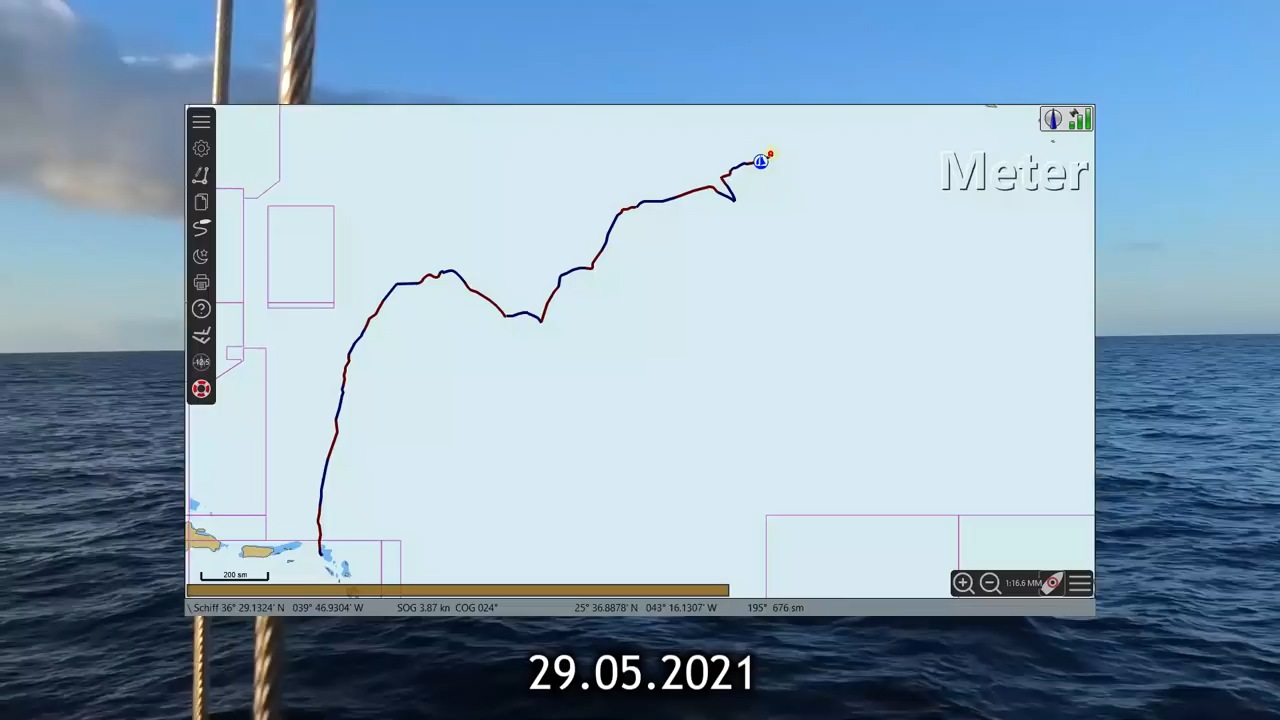 Meter
200 sm
1:16.6 MM
\ Schiff 36° 29.1324' N 039° 46.9304' W SOG 3.87 kn COG 024° 25° 36.8878' N 043° 16.1307' W 195° 676 sm
29.05.2021